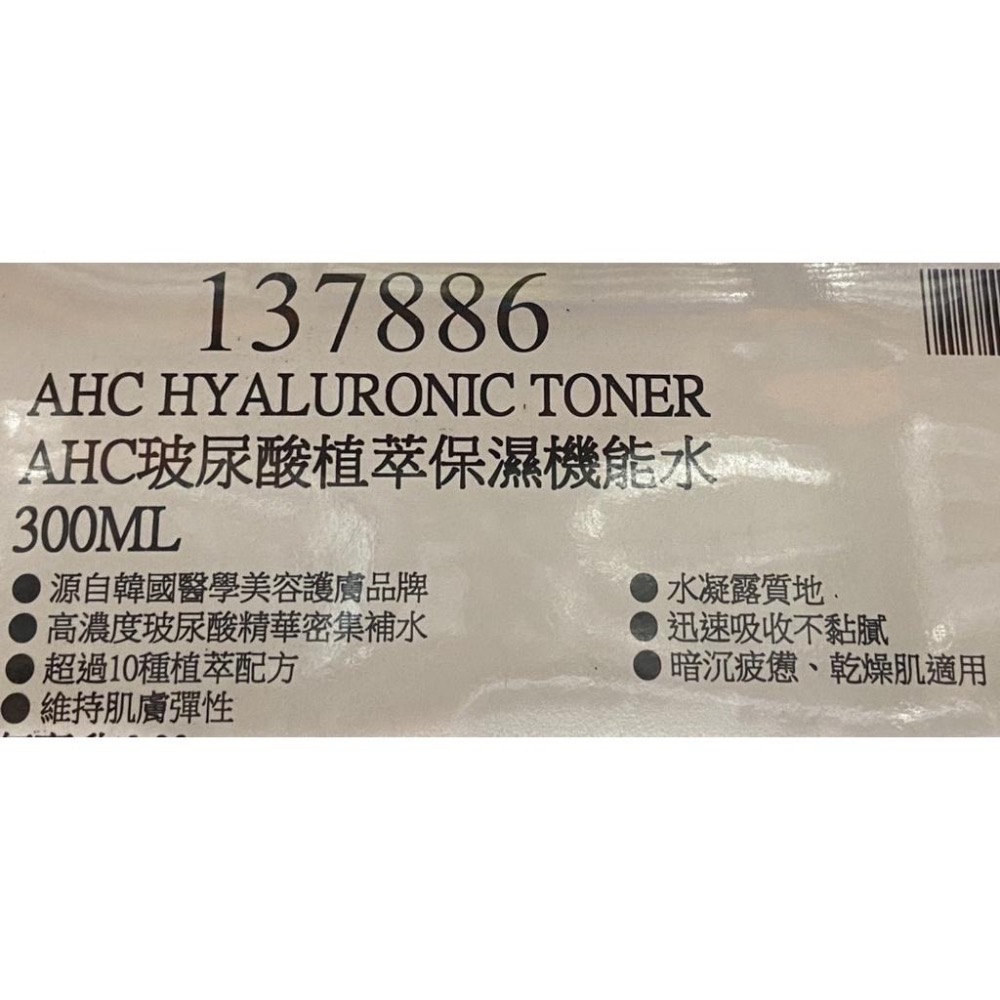 137886
AHC HYALURONIC TONER
AHC玻尿酸植萃保濕機能水
300ML
●源自韓國醫學美容護膚品牌
●高濃度玻尿酸精華密集補水
●超過10種植萃配方
●維持肌膚彈性
●水凝露質地
●迅速吸收不黏膩
●暗沉疲憊、乾燥肌適用